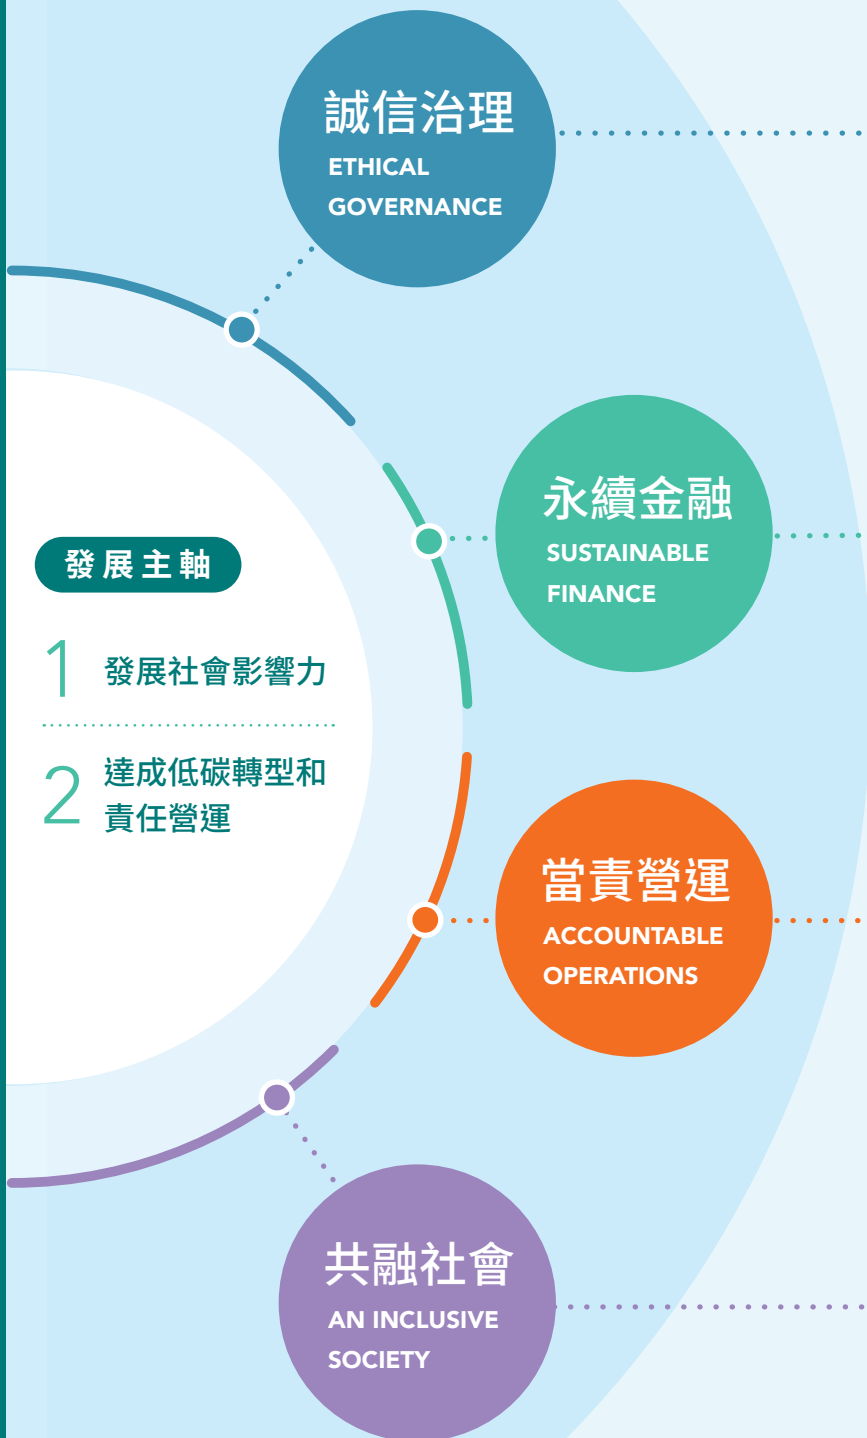 誠信治理
ETHICAL
GOVERNANCE
永續金融
SUSTAINABLE
FINANCE
發展主軸
1 發展社會影響力
2 達成低碳轉型和
責任營運
當責營運
ACCOUNTABLE
OPERATIONS
共融社會
AN INCLUSIVE
SOCIETY